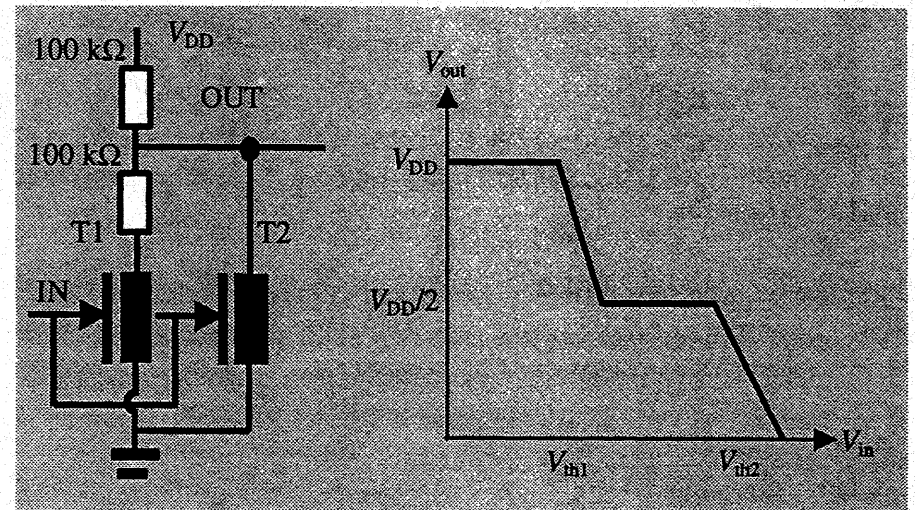 100 kΩ
V_DD
OUT
100 kΩ
T1
T2
IN
V_out
V_DD
V_DD/2
V_th1
V_th2
V_in